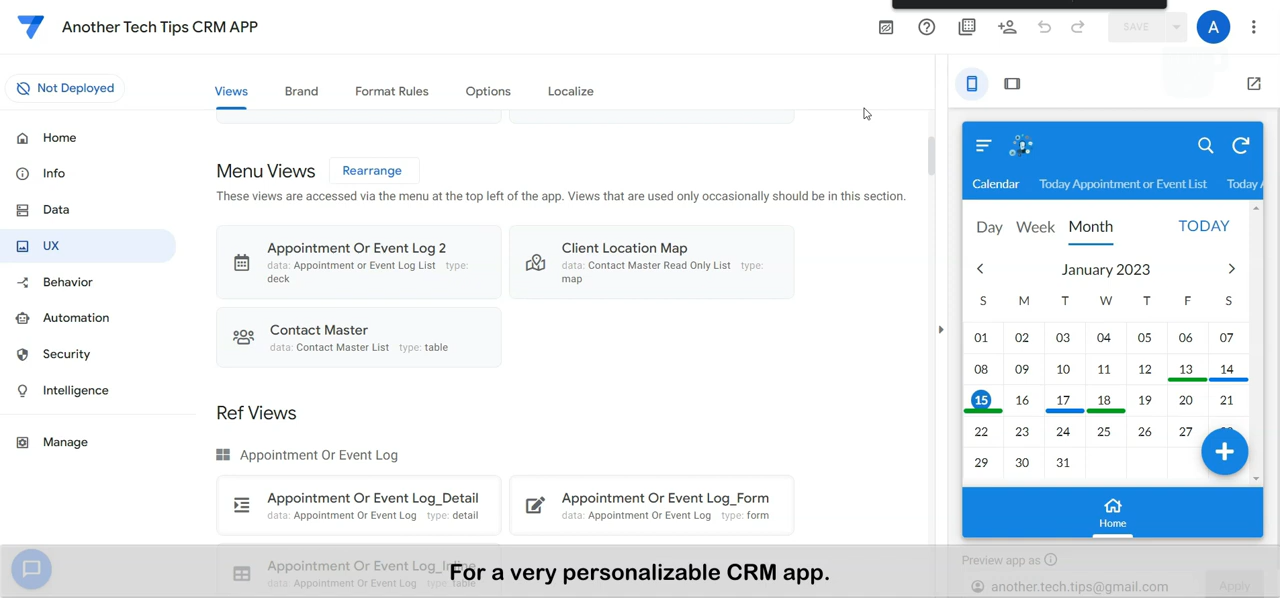 Another Tech Tips CRM APP
SAVE
A
Not Deployed
Views
Brand
Format Rules
Options
Localize
Home
Info
Data
UX
Behavior
Automation
Security
Intelligence
Manage
Menu Views
Rearrange
These views are accessed via the menu at the top left of the app. Views that are used only occasionally should be in this section.
Appointment Or Event Log 2
data: Appointment or Event Log List type:
deck
Client Location Map
data: Contact Master Read Only List type:
map
Contact Master
data: Contact Master List type: table
Ref Views
Appointment Or Event Log
Appointment Or Event Log_Detail
data: Appointment Or Event Log type: detail
Appointment Or Event Log_Form
data: Appointment Or Event Log type: form
Appointment Or Event Log_Inline
data: Appointment Or Event Log type: table
Calendar
Today Appointment or Event List
Today
Day Week Month TODAY
January 2023
S M T W T F S
01 02 03 04 05 06 07
08 09 10 11 12 13 14
15 16 17 18 19 20 21
22 23 24 25 26 27
29 30 31
Home
Preview app as
another.tech.tips@gmail.com
Apply
For a very personalizable CRM app.